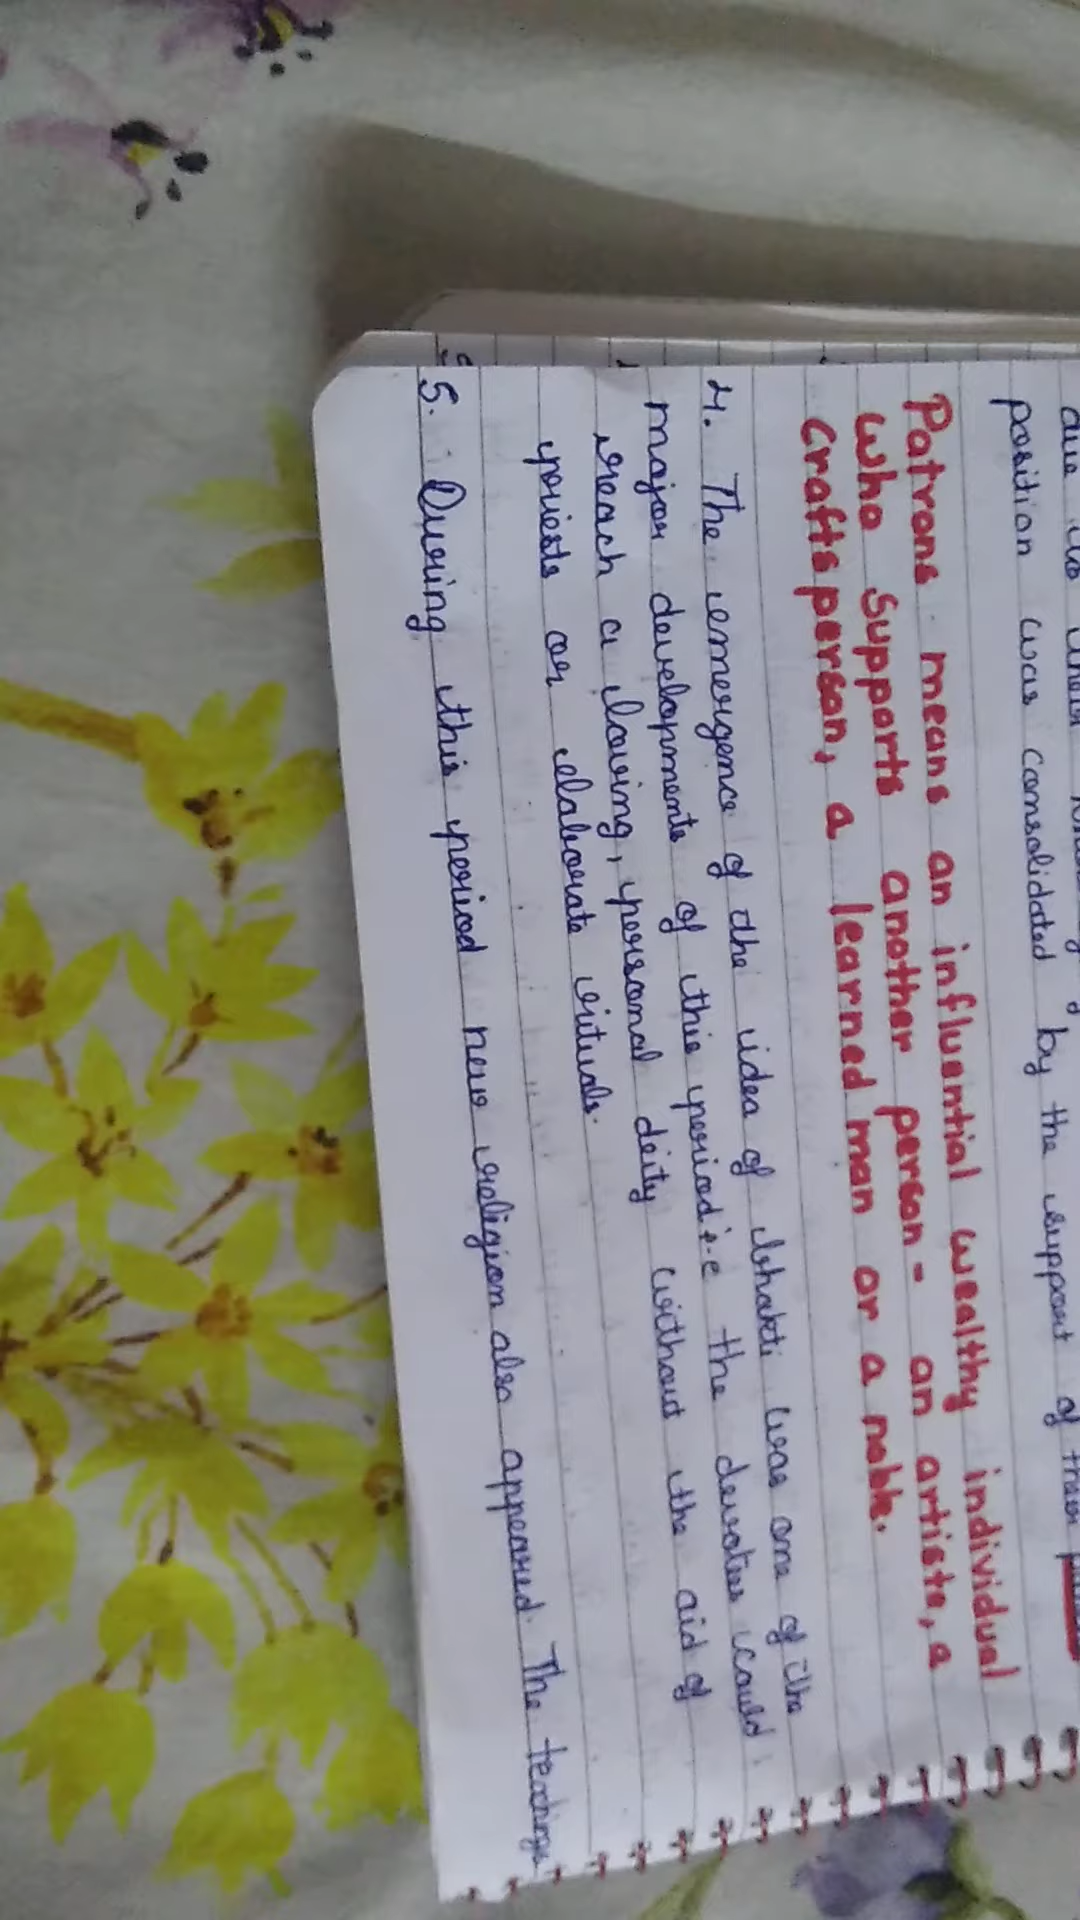 position was consolidated by the support of their
Patrons means an influential wealthy individual
who supports another person - an artists, a
craftsperson, a learned man or a noble.
4. The emergence of the idea of bhakti was one of the
major developments of this period i.e the devotees could
reach a loving, personal deity without the aid of
priests or elaborate rituals.
5. During this period new religion also appeared. The teachings